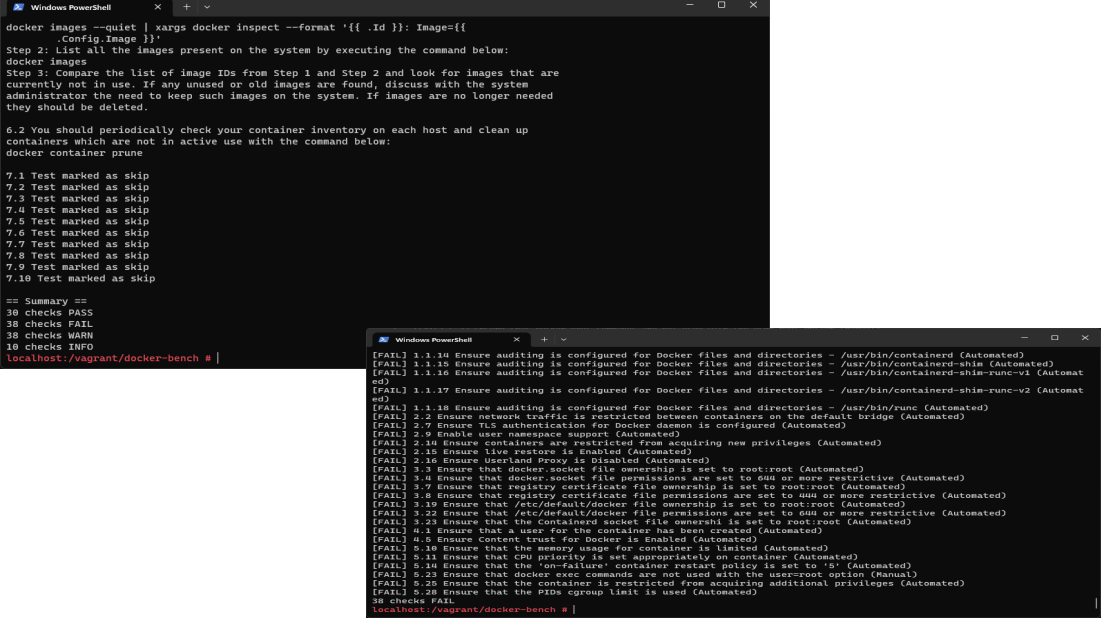 Windows PowerShell
docker images --quiet | xargs docker inspect --format '{{ .Id }}: Image={{
.Config.Image }}'
Step 2: List all the images present on the system by executing the command below:
docker images
Step 3: Compare the list of image IDs from Step 1 and Step 2 and look for images that are
currently not in use. If any unused or old images are found, discuss with the system
administrator the need to keep such images on the system. If images are no longer needed
they should be deleted.
6.2 You should periodically check your container inventory on each host and clean up
containers which are not in active use with the command below:
docker container prune
7.1 Test marked as skip
7.2 Test marked as skip
7.3 Test marked as skip
7.4 Test marked as skip
7.5 Test marked as skip
7.6 Test marked as skip
7.7 Test marked as skip
7.8 Test marked as skip
7.9 Test marked as skip
7.10 Test marked as skip
== Summary ==
30 checks PASS
38 checks FAIL
38 checks WARN
10 checks INFO
localhost:/vagrant/docker-bench #
Windows PowerShell
[FAIL] 1.1.14 Ensure auditing is configured for Docker files and directories - /usr/bin/containerd (Automated)
[FAIL] 1.1.15 Ensure auditing is configured for Docker files and directories - /usr/bin/containerd-shim (Automated)
[FAIL] 1.1.16 Ensure auditing is configured for Docker files and directories - /usr/bin/containerd-shim-runc-v1 (Automat
ed)
[FAIL] 1.1.17 Ensure auditing is configured for Docker files and directories - /usr/bin/containerd-shim-runc-v2 (Automat
ed)
[FAIL] 1.1.18 Ensure auditing is configured for Docker files and directories - /usr/bin/runc (Automated)
[FAIL] 2.2 Ensure network traffic is restricted between containers on the default bridge (Automated)
[FAIL] 2.7 Ensure TLS authentication for Docker daemon is configured (Automated)
[FAIL] 2.9 Enable user namespace support (Automated)
[FAIL] 2.14 Ensure containers are restricted from acquiring new privileges (Automated)
[FAIL] 2.15 Ensure live restore is Enabled (Automated)
[FAIL] 2.16 Ensure Userland Proxy is Disabled (Automated)
[FAIL] 3.3 Ensure that docker.socket file ownership is set to root:root (Automated)
[FAIL] 3.4 Ensure that docker.socket file permissions are set to 644 or more restrictive (Automated)
[FAIL] 3.7 Ensure that registry certificate file ownership is set to root:root (Automated)
[FAIL] 3.8 Ensure that registry certificate file permissions are set to 444 or more restrictive (Automated)
[FAIL] 3.19 Ensure that /etc/default/docker file ownership is set to root:root (Automated)
[FAIL] 3.22 Ensure that /etc/default/docker file permissions are set to 644 or more restrictive (Automated)
[FAIL] 3.23 Ensure that the Containerd socket file ownershi is set to root:root (Automated)
[FAIL] 4.1 Ensure that a user for the container has been created (Automated)
[FAIL] 4.5 Ensure Content trust for Docker is Enabled (Automated)
[FAIL] 5.10 Ensure that the memory usage for container is limited (Automated)
[FAIL] 5.11 Ensure that CPU priority is set appropriately on container (Automated)
[FAIL] 5.14 Ensure that the 'on-failure' container restart policy is set to '5' (Automated)
[FAIL] 5.23 Ensure that docker exec commands are not used with the user=root option (Manual)
[FAIL] 5.25 Ensure that the container is restricted from acquiring additional privileges (Automated)
[FAIL] 5.28 Ensure that the PIDs cgroup limit is used (Automated)
38 checks FAIL
localhost:/vagrant/docker-bench #